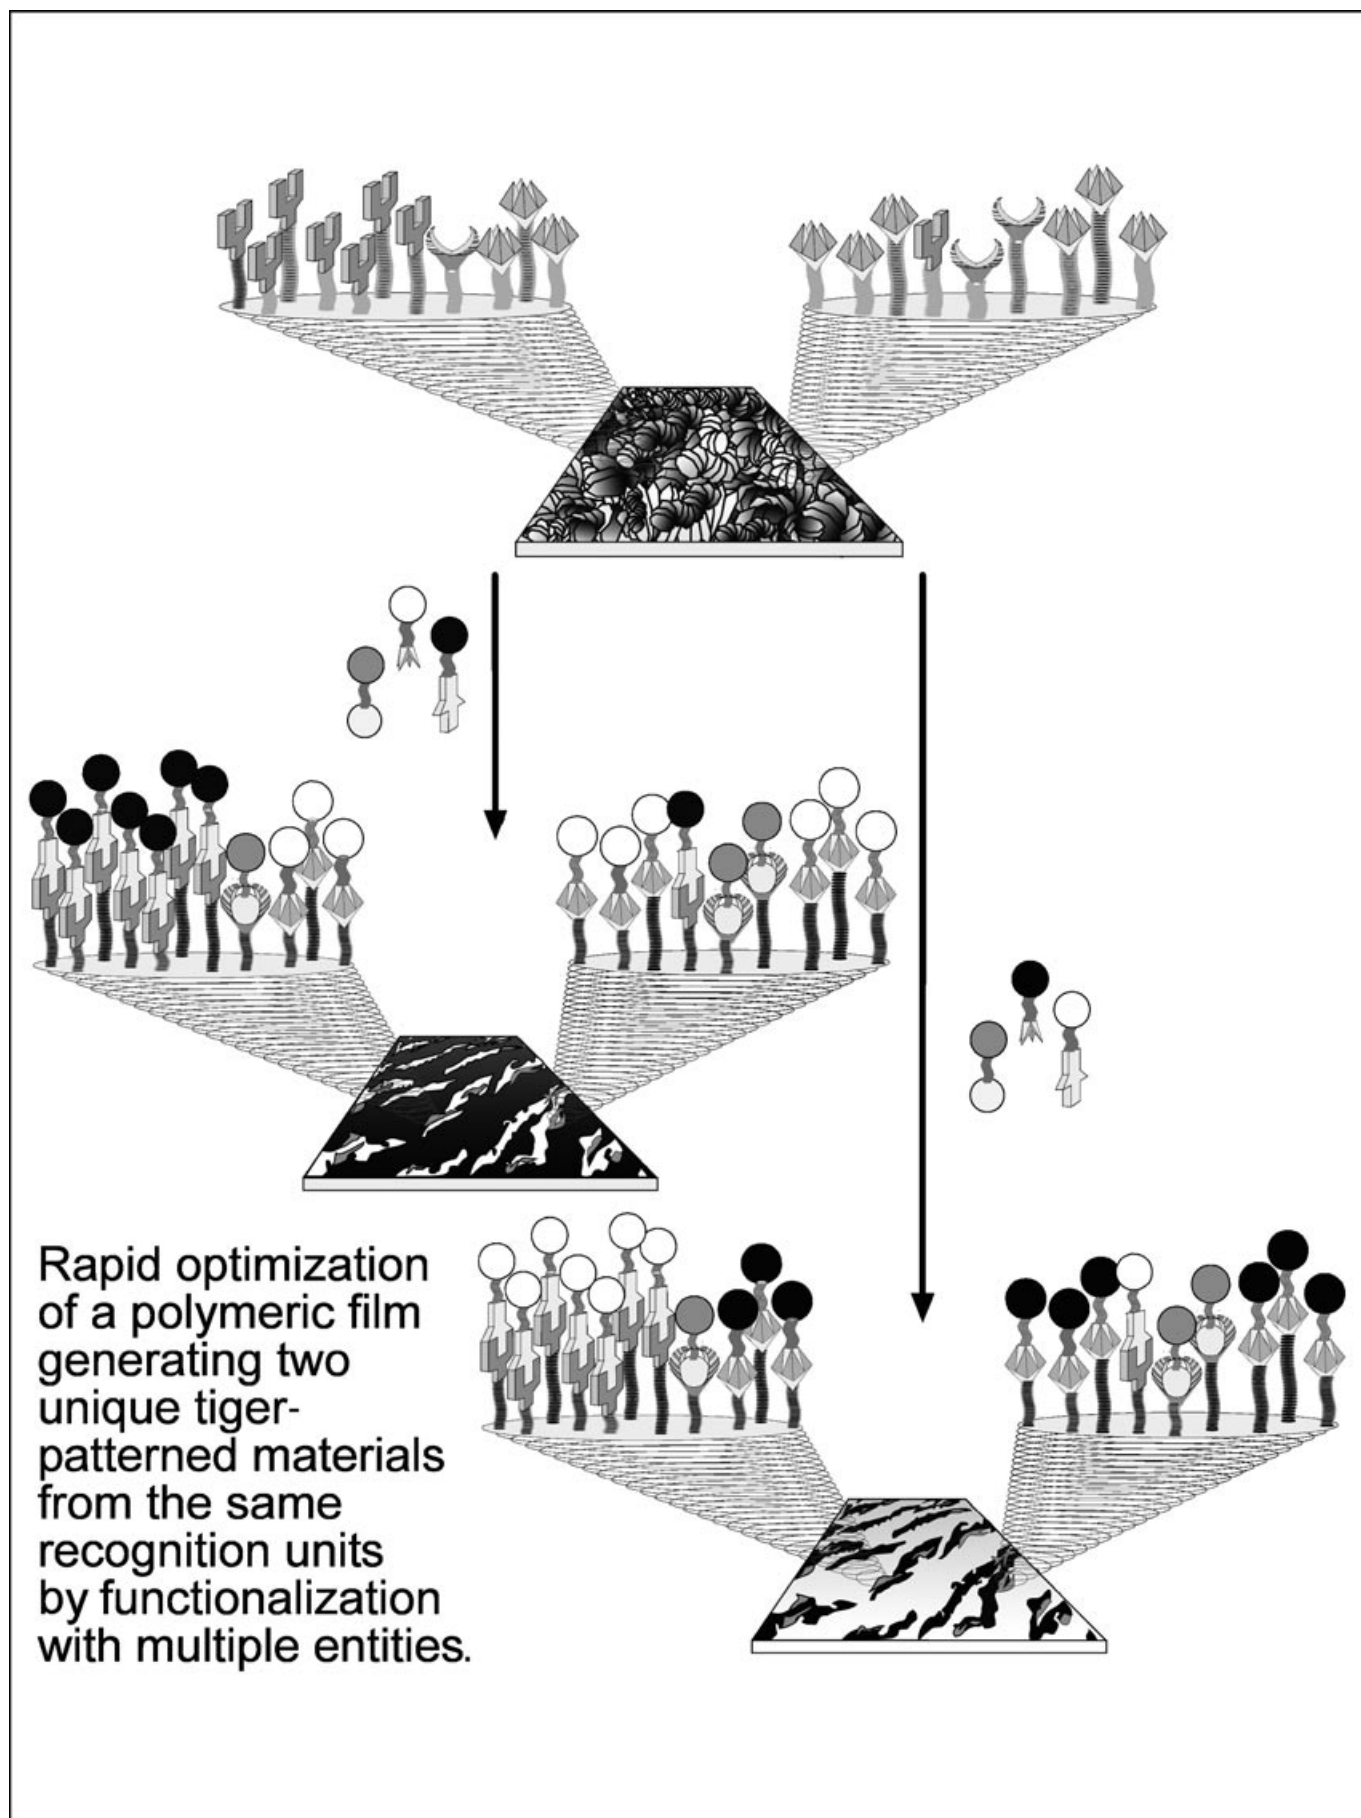 Rapid optimization
of a polymeric film
generating two
unique tiger-
patterned materials
from the same
recognition units
by functionalization
with multiple entities.